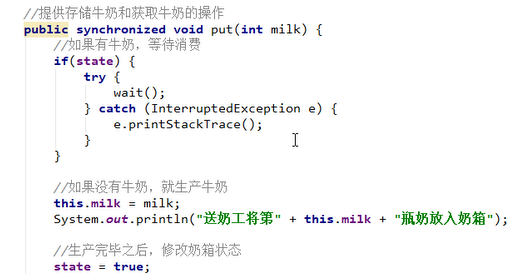 //提供存储牛奶和获取牛奶的操作
public synchronized void put(int milk) {
//如果有牛奶，等待消费
if(state) {
try {
wait();
} catch (InterruptedException e) {
e.printStackTrace();
}
}
//如果没有牛奶，就生产牛奶
this.milk = milk;
System.out.println("送奶工将第" + this.milk + "瓶奶放入奶箱");
//生产完毕之后，修改奶箱状态
state = true;